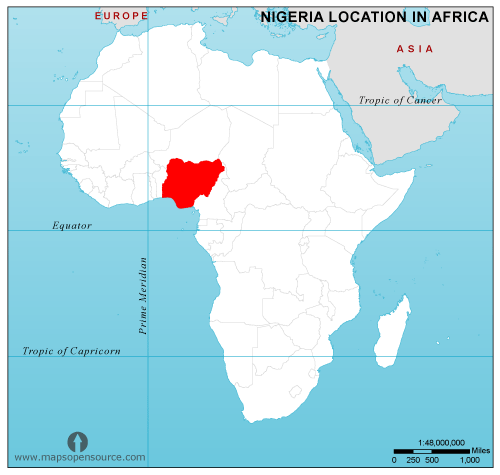 NIGERIA LOCATION IN AFRICA
EUROPE
ASIA
Tropic of Cancer
Equator
Prime Meridian
Tropic of Capricorn
www.mapsopensource.com
1:48,000,000
Miles
0 250 500 1,000